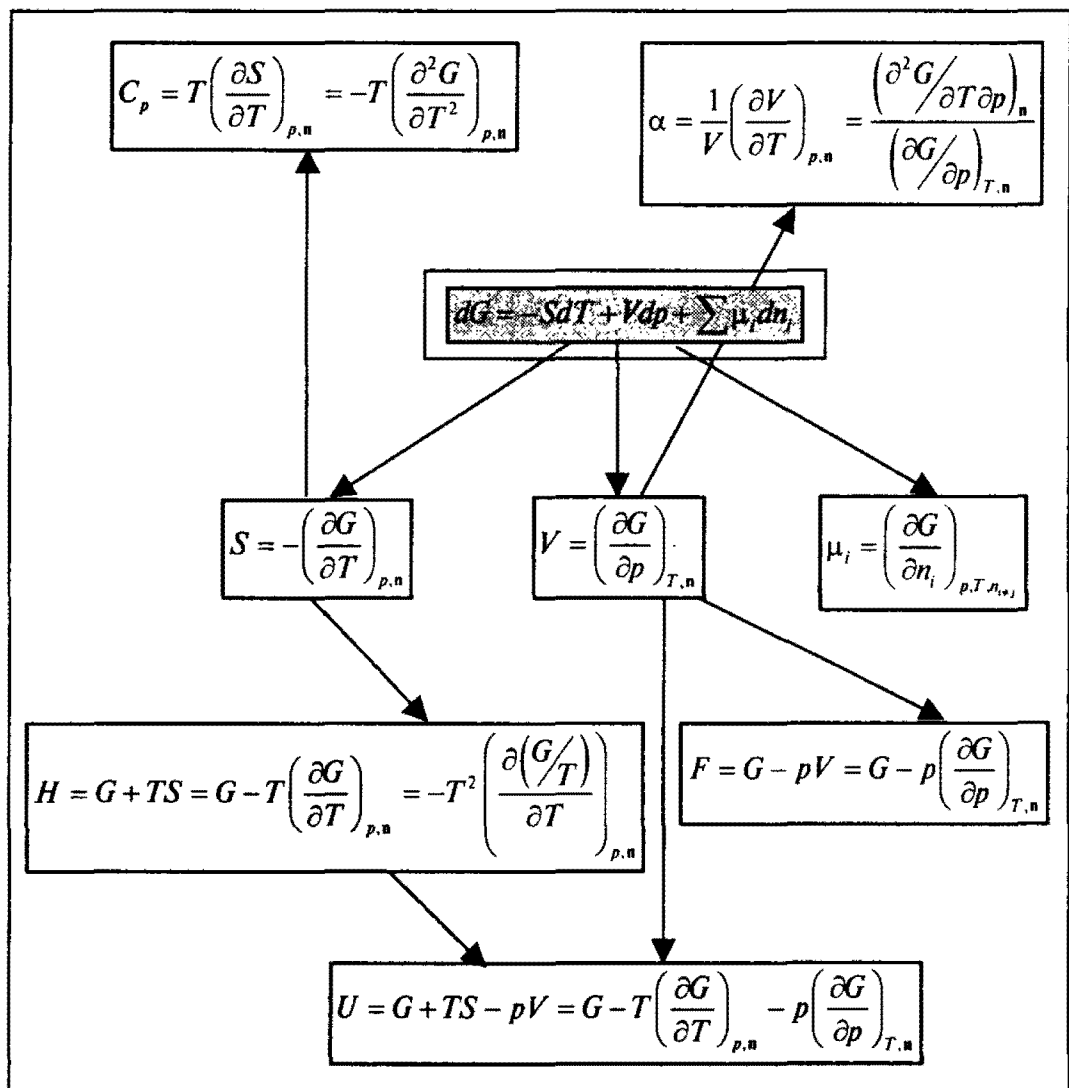 C_p = T(∂S/∂T)_{p,n} = −T(∂²G/∂T²)_{p,n}
α = 1/V (∂V/∂T)_{p,n} = (∂²G/∂T∂p)_n / (∂G/∂p)_{T,n}
dG = −SdT + Vdp + ∑μ_i dn_i
S = −(∂G/∂T)_{p,n}
V = (∂G/∂p)_{T,n}
μ_i = (∂G/∂n_i)_{p,T,n_{i≠j}}
H = G + TS = G − T(∂G/∂T)_{p,n} = −T²(∂(G/T)/∂T)_{p,n}
F = G − pV = G − p(∂G/∂p)_{T,n}
U = G + TS − pV = G − T(∂G/∂T)_{p,n} − p(∂G/∂p)_{T,n}